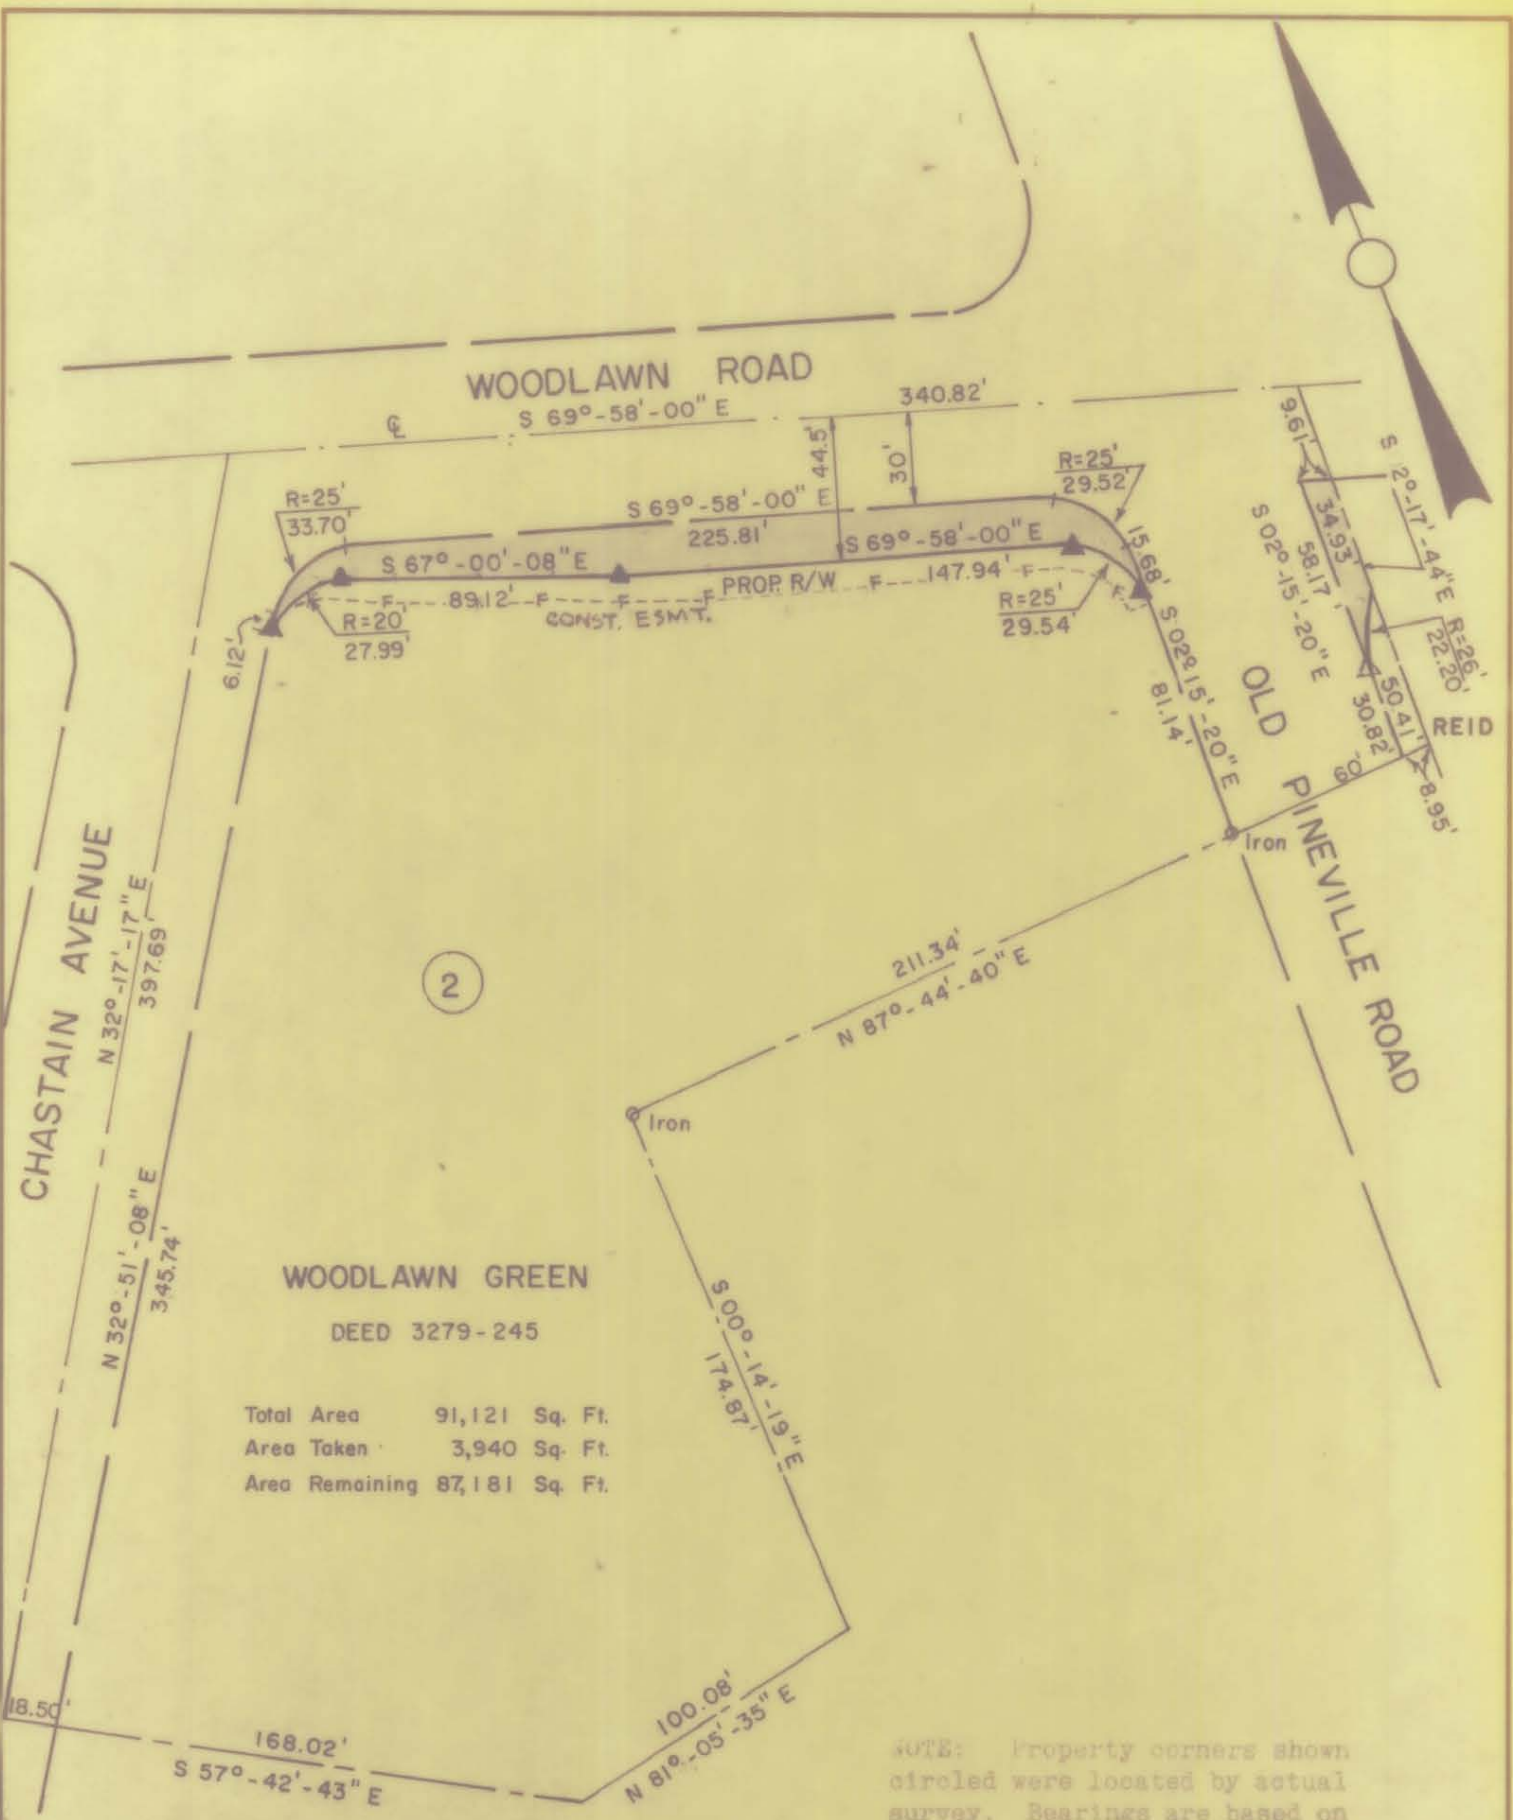 WOODLAWN ROAD
℄
S 69°-58'-00" E
340.82'
44.5'
30'
9.61'
S 2°-17'-44" E
R=25'
33.70'
S 69°-58'-00" E
225.81'
R=25'
29.52'
S 67°-00'-08" E
S 69°-58'-00" E
15.68'
34.93'
58.17'
S 02°-15'-20" E
F 89.12' F F F
PROP. R/W
F 147.94' F
F
CONST. ESMT.
6.12'
R=20'
27.99'
R=25'
29.54'
S 02°15'-20" E
81.14'
R=26'
22.20'
50.41'
30.82'
REID
60'
8.95'
Iron
OLD PINEVILLE ROAD
CHASTAIN AVENUE
N 32°-17'-17" E
397.69'
2
211.34'
N 87°-44'-40" E
Iron
N 32°-51'-08" E
345.74'
WOODLAWN GREEN
DEED 3279-245
S 00°-14'-19" E
174.87'
Total Area 91,121 Sq. Ft.
Area Taken 3,940 Sq. Ft.
Area Remaining 87,181 Sq. Ft.
18.50'
168.02'
S 57°-42'-43" E
100.08'
N 81°-05'-35" E
NOTE: Property corners shown
circled were located by actual
survey. Bearings are based on